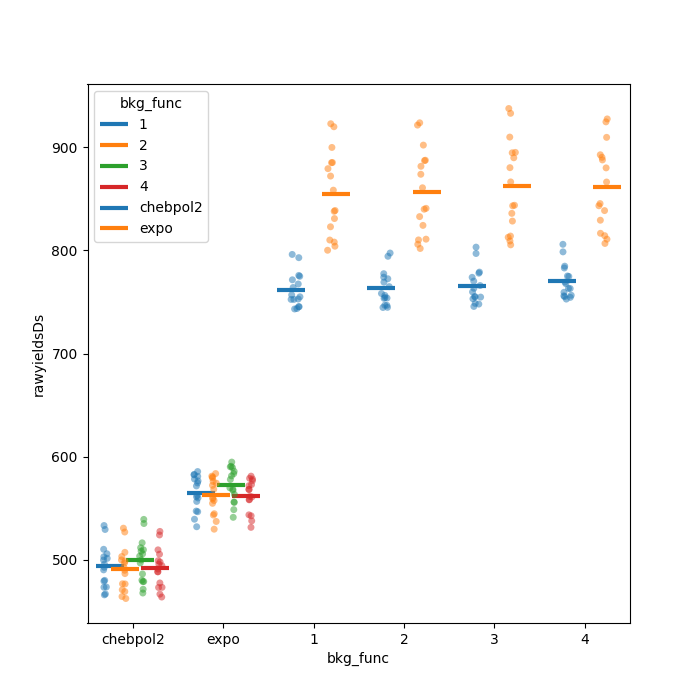 bkg_func
1
2
3
4
chebpol2
expo
900
800
700
600
500
rawyieldsDs
chebpol2 expo 1 2 3 4
bkg_func